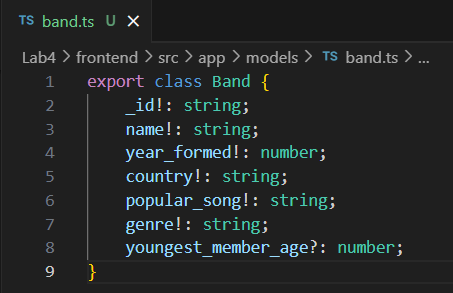 TS band.ts U ×
Lab4 > frontend > src > app > models > TS band.ts > ...
1 export class Band {
2     _id!: string;
3     name!: string;
4     year_formed!: number;
5     country!: string;
6     popular_song!: string;
7     genre!: string;
8     youngest_member_age?: number;
9 }